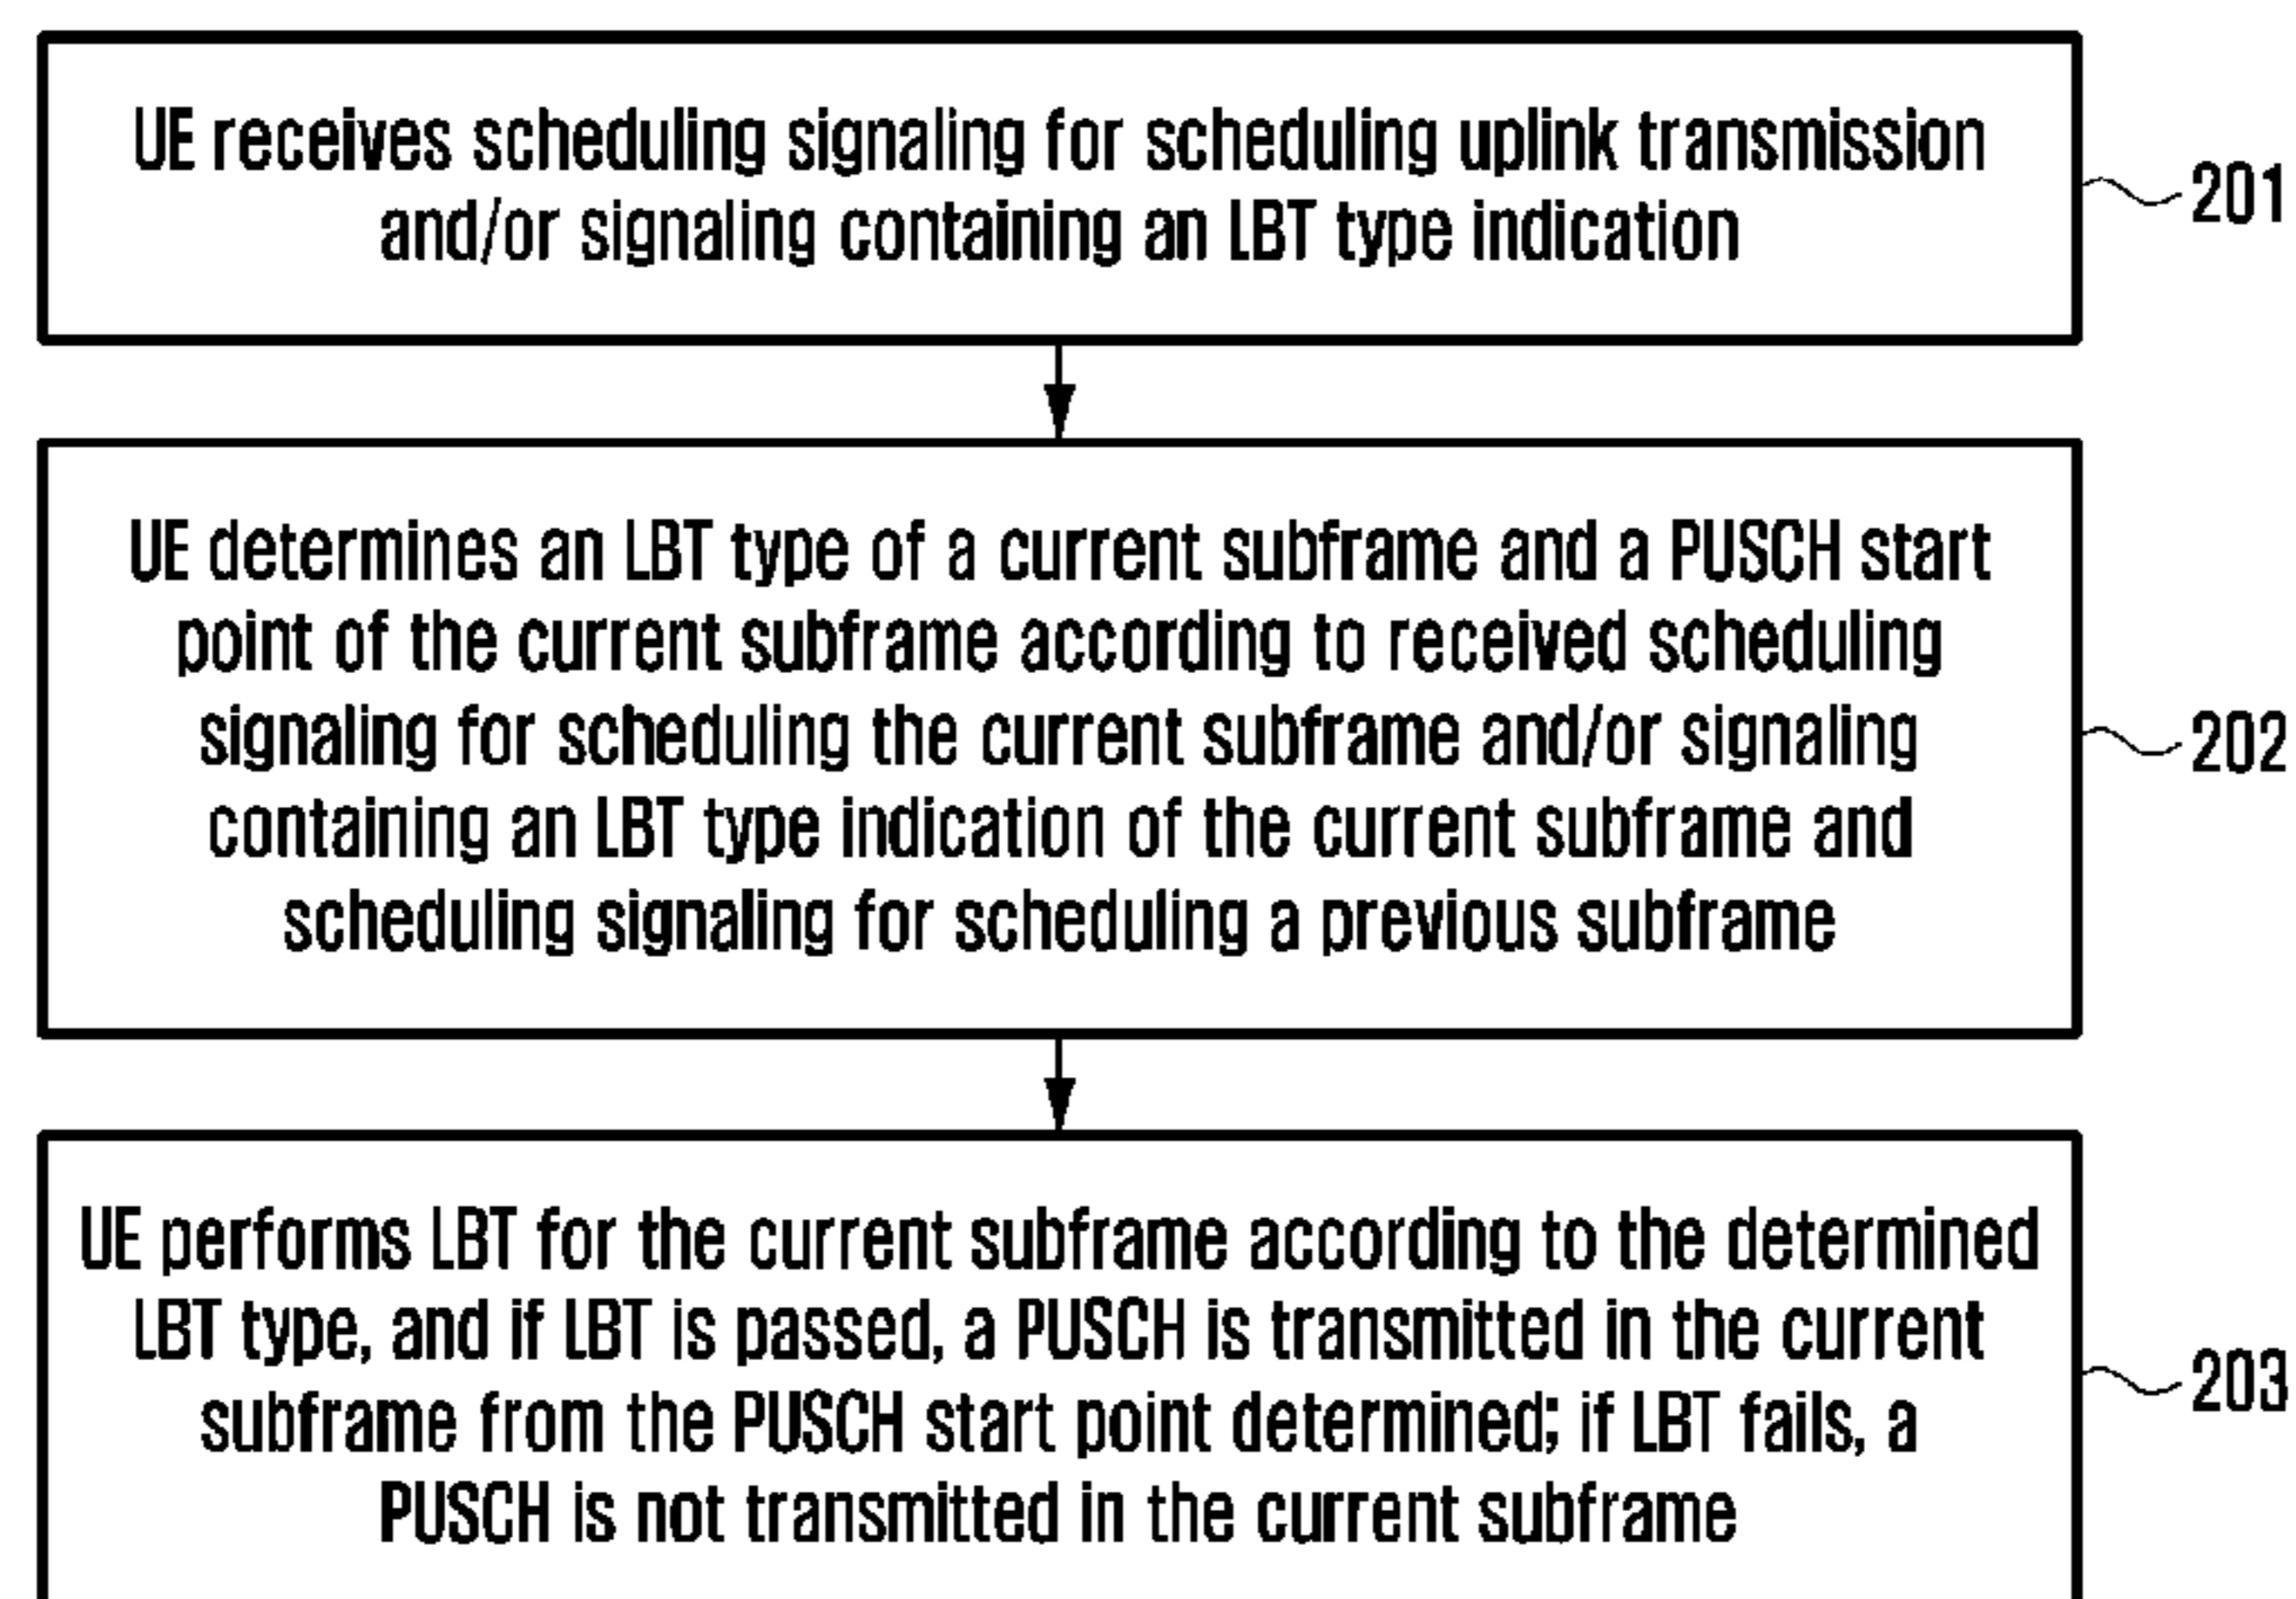 UE receives scheduling signaling for scheduling uplink transmission
and/or signaling containing an LBT type indication
201
UE determines an LBT type of a current subframe and a PUSCH start
point of the current subframe according to received scheduling
signaling for scheduling the current subframe and/or signaling
containing an LBT type indication of the current subframe and
scheduling signaling for scheduling a previous subframe
202
UE performs LBT for the current subframe according to the determined
LBT type, and if LBT is passed, a PUSCH is transmitted in the current
subframe from the PUSCH start point determined; if LBT fails, a
PUSCH is not transmitted in the current subframe
203